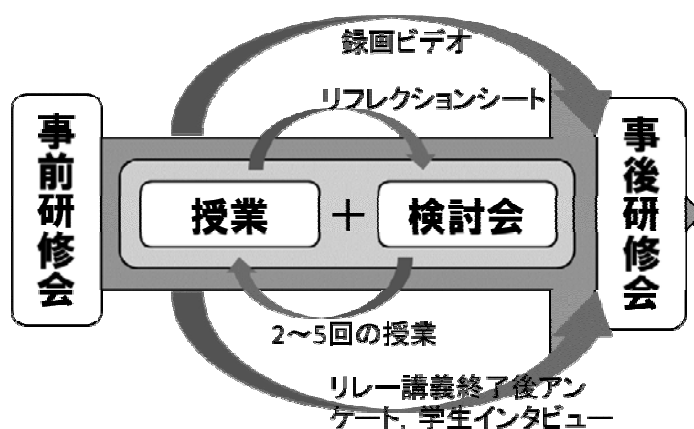 録画ビデオ
リフレクションシート
事前研修会
授業
+
検討会
事後研修会
2〜5回の授業
リレー講義終了後アン
ケート, 学生インタビュー